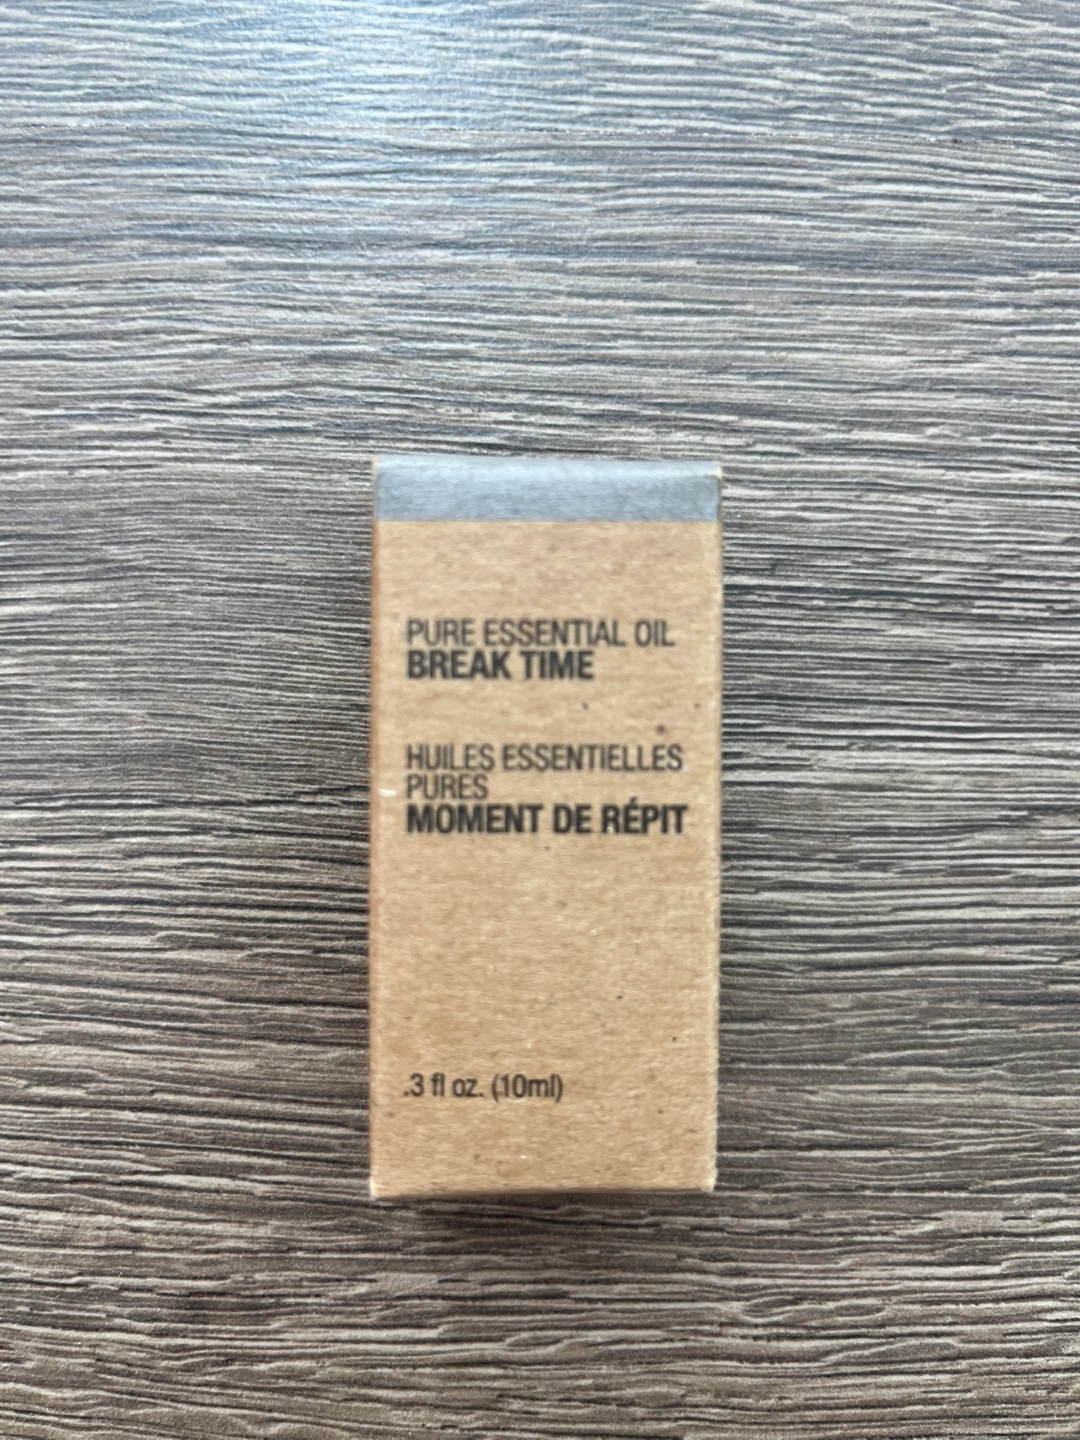 PURE ESSENTIAL OIL
BREAK TIME
HUILES ESSENTIELLES
PURES
MOMENT DE RÉPIT
.3 fl oz. (10ml)